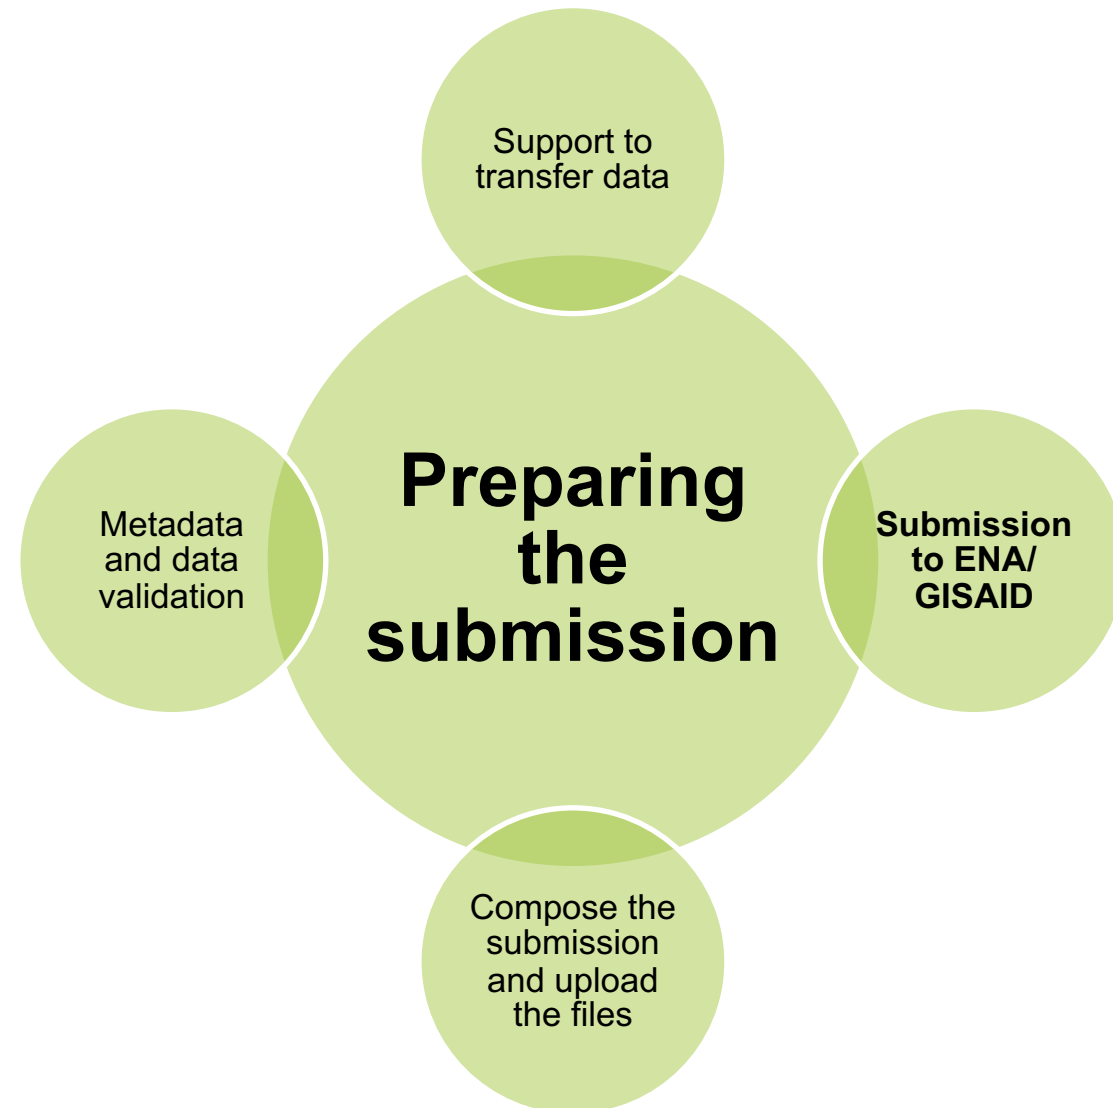 Support to
transfer data
Metadata
and data
validation
Preparing
the
submission
Submission
to ENA/
GISAID
Compose the
submission
and upload
the files